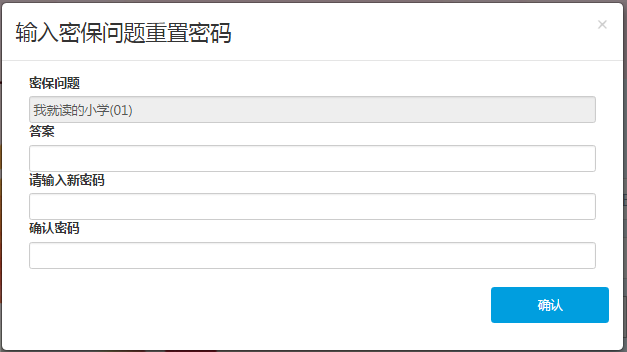 输入密保问题重置密码
×
密保问题
我就读的小学(01)
答案
请输入新密码
确认密码
确认